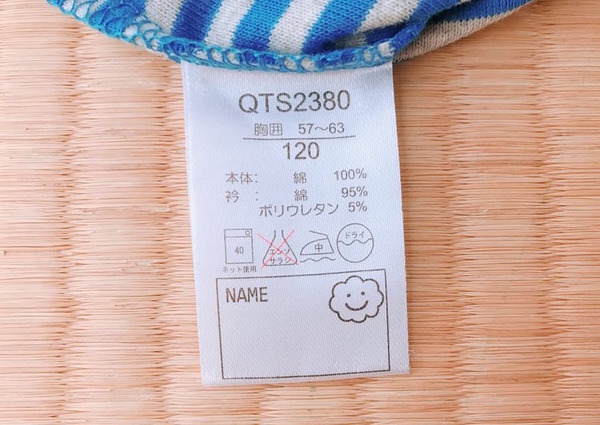 QTS2380
胸囲 57〜63
120
本体： 綿 100%
衿： 綿 95%
ポリウレタン 5%
40 エンソサラシ 中 ドライ
ネット使用
NAME